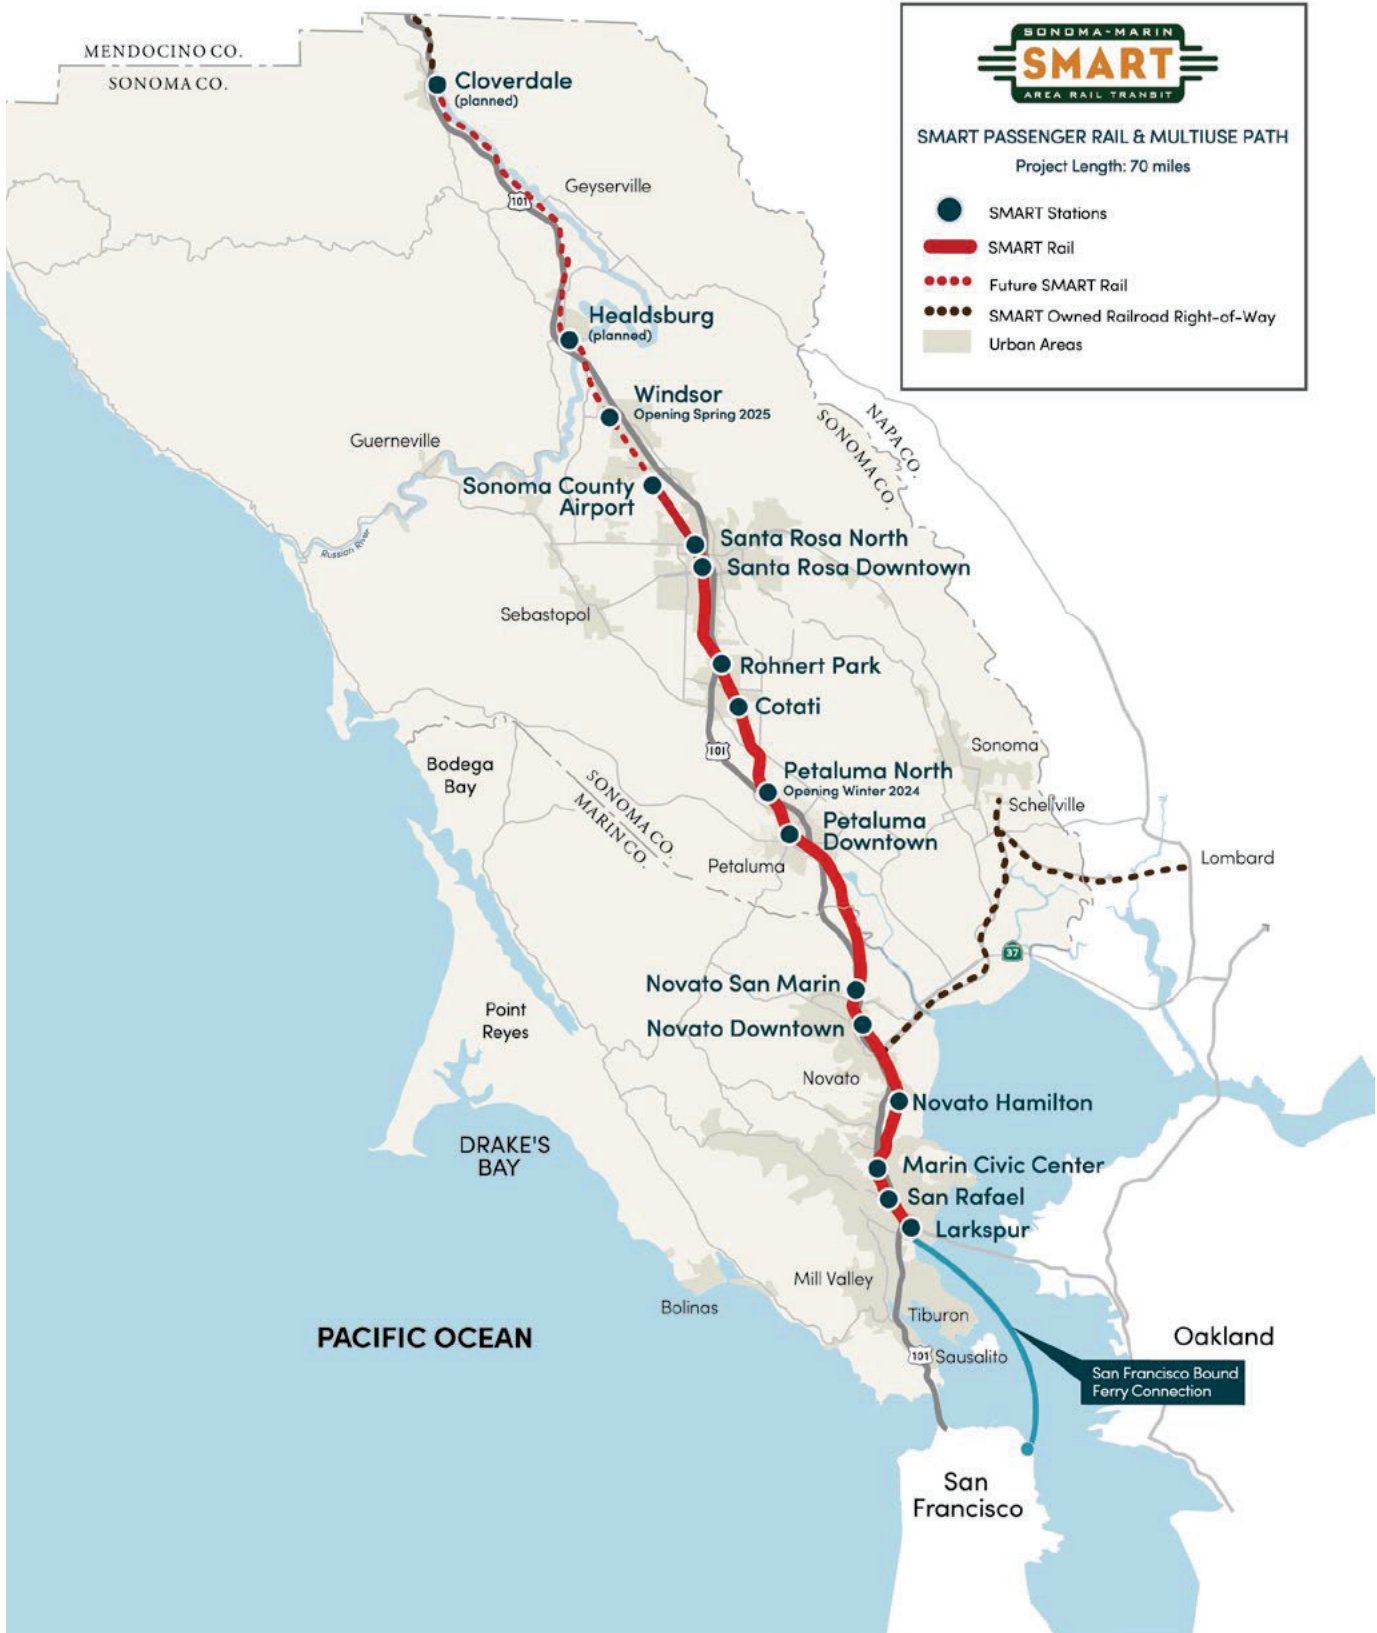 SONOMA-MARIN
SMART
AREA RAIL TRANSIT
SMART PASSENGER RAIL & MULTIUSE PATH
Project Length: 70 miles
SMART Stations
SMART Rail
Future SMART Rail
SMART Owned Railroad Right-of-Way
Urban Areas
MENDOCINO CO.
SONOMA CO.
Cloverdale
(planned)
Geyserville
101
Healdsburg
(planned)
Windsor
Opening Spring 2025
NAPA CO.
SONOMA CO.
Guerneville
Sonoma County
Airport
Russian River
Santa Rosa North
Santa Rosa Downtown
Sebastopol
Rohnert Park
Cotati
101
Sonoma
Bodega
Bay
SONOMA CO.
MARIN CO.
Petaluma North
Opening Winter 2024
Schellville
Petaluma
Downtown
Petaluma
Lombard
37
Novato San Marin
Point
Reyes
Novato Downtown
Novato
Novato Hamilton
DRAKE'S
BAY
Marin Civic Center
San Rafael
Larkspur
Mill Valley
Bolinas
Tiburon
PACIFIC OCEAN
Oakland
101
Sausalito
San Francisco Bound
Ferry Connection
San
Francisco